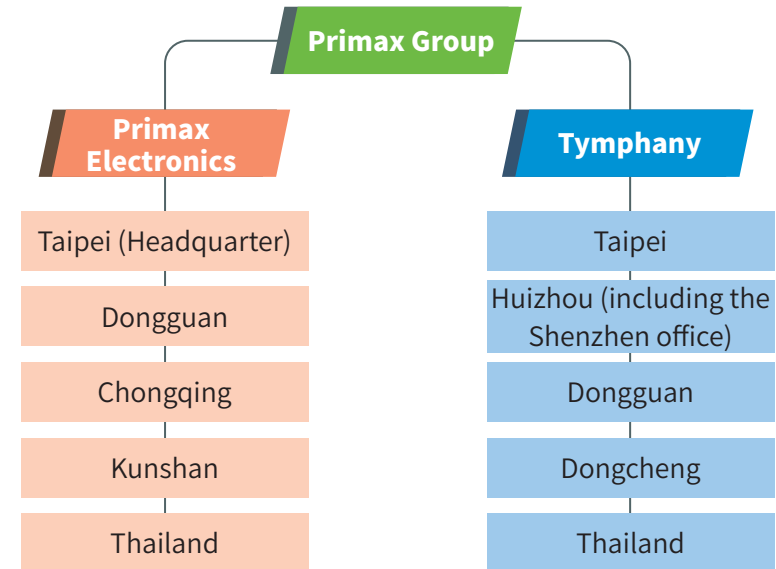 Primax Group
Primax
Electronics
Taipei (Headquarter)
Dongguan
Chongqing
Kunshan
Thailand
Tymphany
Taipei
Huizhou (including the
Shenzhen office)
Dongguan
Dongcheng
Thailand